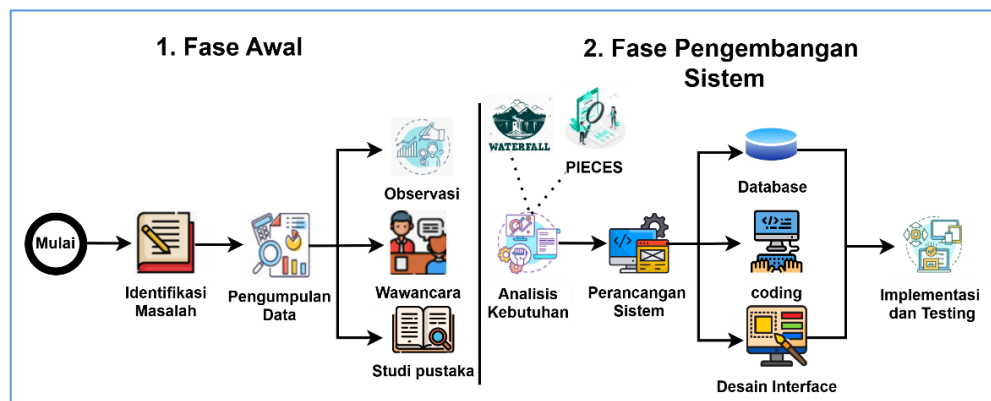 1. Fase Awal
2. Fase Pengembangan
Sistem
WATERFALL
PIECES
Observasi
Database
Mulai
Identifikasi
Masalah
Pengumpulan
Data
Wawancara
Analisis
Kebutuhan
Perancangan
Sistem
</>
coding
Implementasi
dan Testing
Studi pustaka
Desain Interface